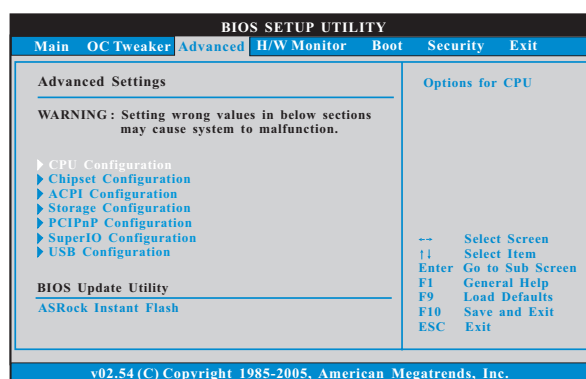 BIOS SETUP UTILITY
Main OC Tweaker Advanced H/W Monitor Boot Security Exit
Advanced Settings
WARNING : Setting wrong values in below sections
may cause system to malfunction.
CPU Configuration
Chipset Configuration
ACPI Configuration
Storage Configuration
PCIPnP Configuration
SuperIO Configuration
USB Configuration
BIOS Update Utility
ASRock Instant Flash
Options for CPU
←→ Select Screen
↑↓ Select Item
Enter Go to Sub Screen
F1 General Help
F9 Load Defaults
F10 Save and Exit
ESC Exit
v02.54 (C) Copyright 1985-2005, American Megatrends, Inc.